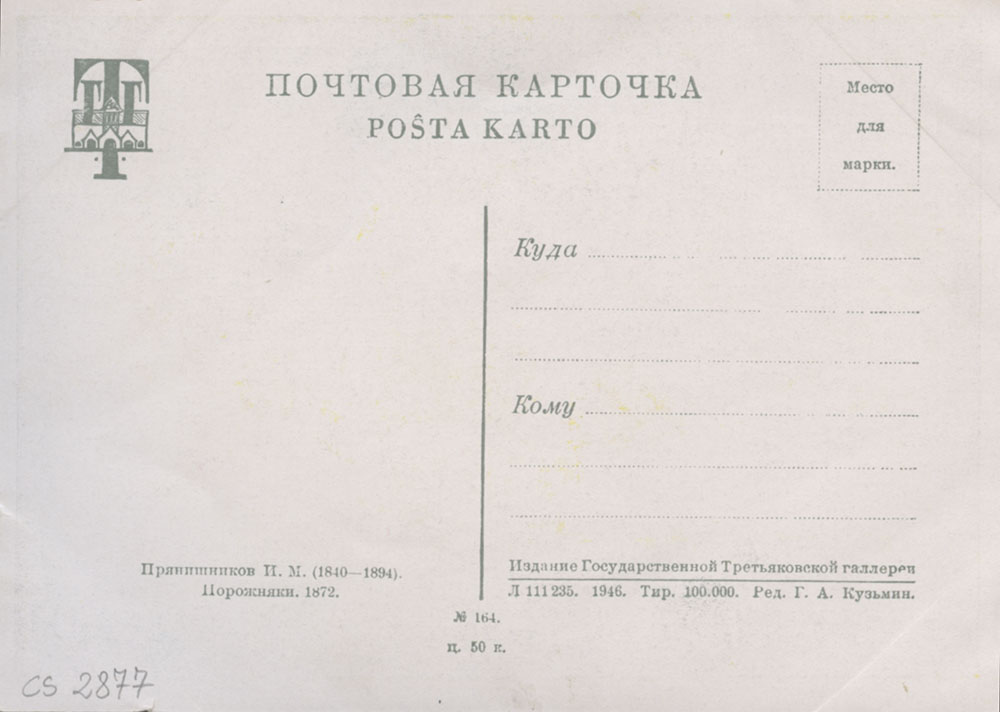 ПОЧТОВАЯ КАРТОЧКА
POŜTA KARTO
Место
для
марки.
Куда
Кому
Прянишников И. М. (1840—1894).
Порожняки. 1872.
Издание Государственной Третьяковской галлереи
Л 111235. 1946. Тир. 100.000. Ред. Г. А. Кузьмин.
№ 164.
ц. 50 к.
CS 2877